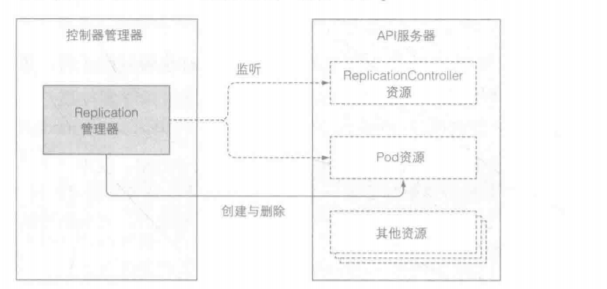 控制器管理器
API服务器
监听
ReplicationController
资源
Replication
管理器
Pod资源
创建与删除
其他资源